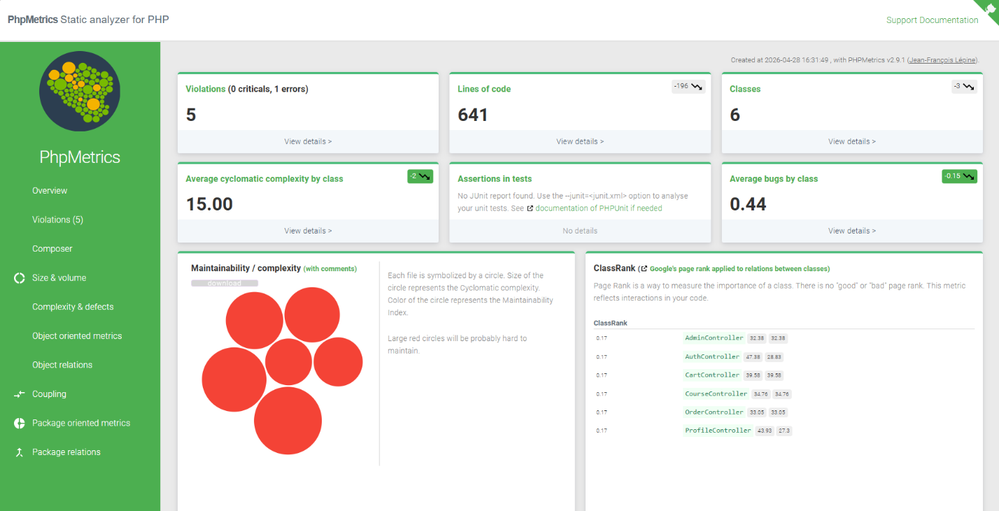 PhpMetrics Static analyzer for PHP
Support Documentation
Created at 2026-04-28 16:31:49 , with PHPMetrics v2.9.1 (Jean-François Lépine).
PhpMetrics
Overview
Violations (5)
Composer
Size & volume
Complexity & defects
Object oriented metrics
Object relations
Coupling
Package oriented metrics
Package relations
Violations (0 criticals, 1 errors)
5
View details >
Lines of code
-196
641
View details >
Classes
-3
6
View details >
Average cyclomatic complexity by class
-2
15.00
View details >
Assertions in tests
No JUnit report found. Use the --junit=<junit.xml> option to analyse
your unit tests. See documentation of PHPUnit if needed
No details
Average bugs by class
-0.15
0.44
View details >
Maintainability / complexity (with comments)
download
Each file is symbolized by a circle. Size of the
circle represents the Cyclomatic complexity.
Color of the circle represents the Maintainability
Index.
Large red circles will be probably hard to
maintain.
ClassRank (Google's page rank applied to relations between classes)
Page Rank is a way to measure the importance of a class. There is no "good" or "bad" page rank. This metric
reflects interactions in your code.
ClassRank
0.17 AdminController 32.38 32.38
0.17 AuthController 47.38 28.83
0.17 CartController 39.58 39.58
0.17 CourseController 34.76 34.76
0.17 OrderController 33.05 33.05
0.17 ProfileController 43.93 27.3